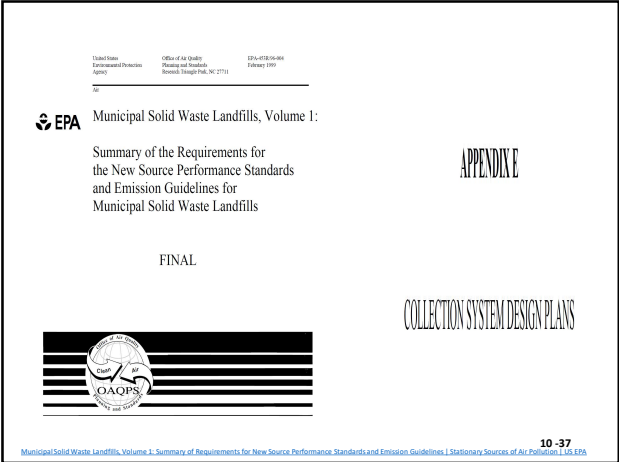 United States
Environmental Protection
Agency
Office of Air Quality
Planning and Standards
Research Triangle Park, NC 27711
EPA-453R/96-004
February 1999
Air
EPA
Municipal Solid Waste Landfills, Volume 1:
Summary of the Requirements for
the New Source Performance Standards
and Emission Guidelines for
Municipal Solid Waste Landfills
FINAL
Office of Air Quality
Clean Air
OAQPS
Planning and Standards
APPENDIX E
COLLECTION SYSTEM DESIGN PLANS
10 -37
Municipal Solid Waste Landfills, Volume 1: Summary of Requirements for New Source Performance Standards and Emission Guidelines | Stationary Sources of Air Pollution | US EPA